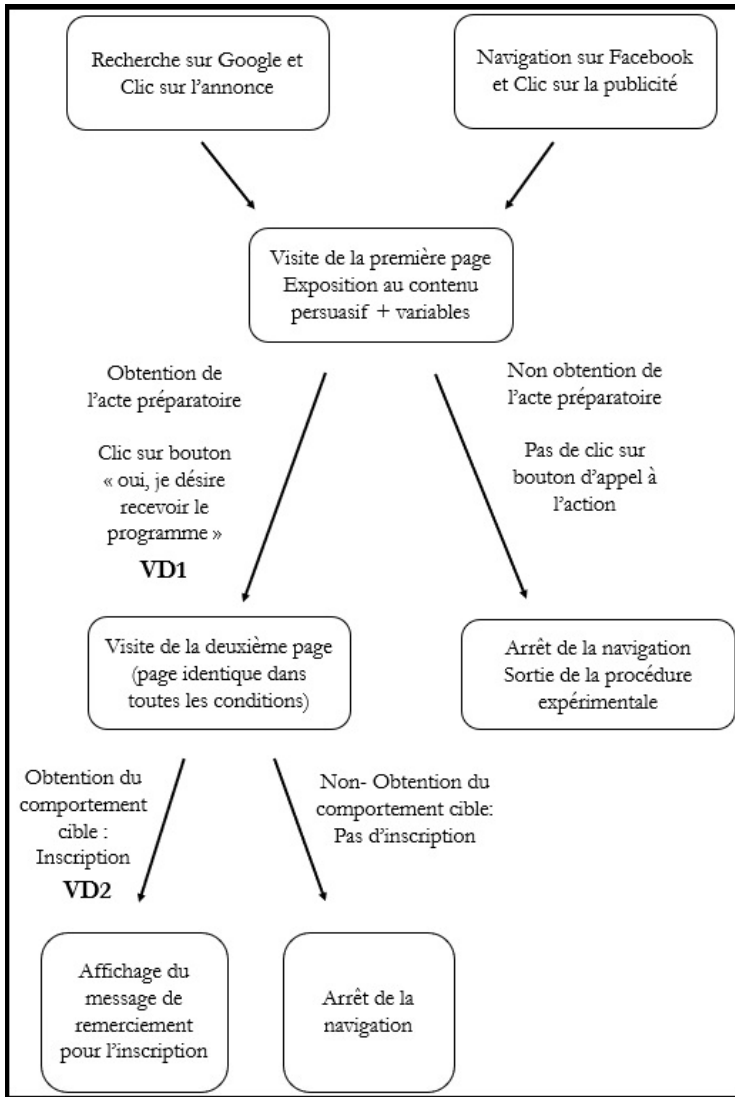 Recherche sur Google et
Clic sur l’annonce
Navigation sur Facebook
et Clic sur la publicité
Visite de la première page
Exposition au contenu
persuasif + variables
Obtention de
l’acte préparatoire
Clic sur bouton
« oui, je désire
recevoir le
programme »
VD1
Non obtention de
l’acte préparatoire
Pas de clic sur
bouton d’appel à
l’action
Visite de la deuxième page
(page identique dans
toutes les conditions)
Arrêt de la navigation
Sortie de la procédure
expérimentale
Obtention du
comportement
cible :
Inscription
VD2
Non- Obtention du
comportement cible:
Pas d’inscription
Affichage du
message de
remerciement
pour l’inscription
Arrêt de la
navigation